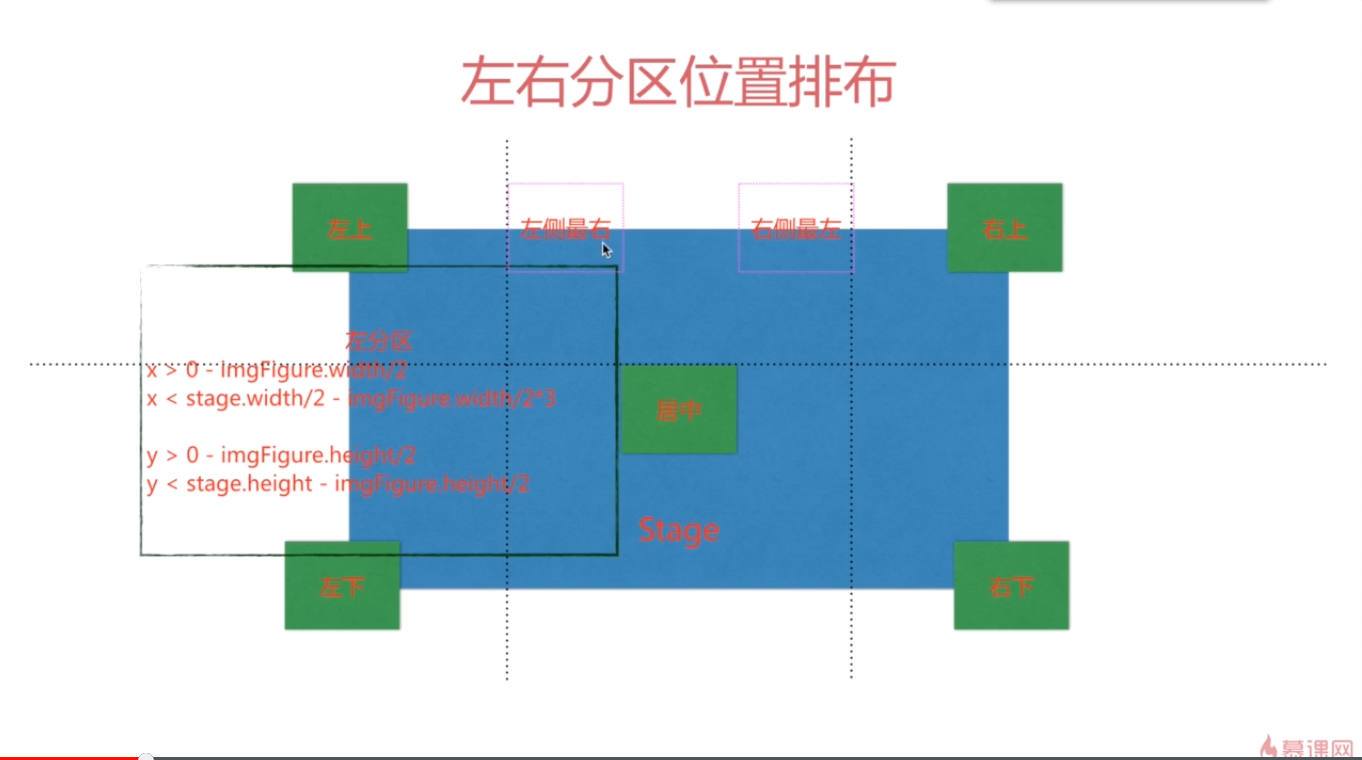 左右分区位置排布
左上
左侧最右
右侧最左
右上
左分区
x > 0 - imgFigure.width/2
x < stage.width/2 - imgFigure.width/2*3
y > 0 - imgFigure.height/2
y < stage.height - imgFigure.height/2
居中
Stage
左下
右下
慕课网